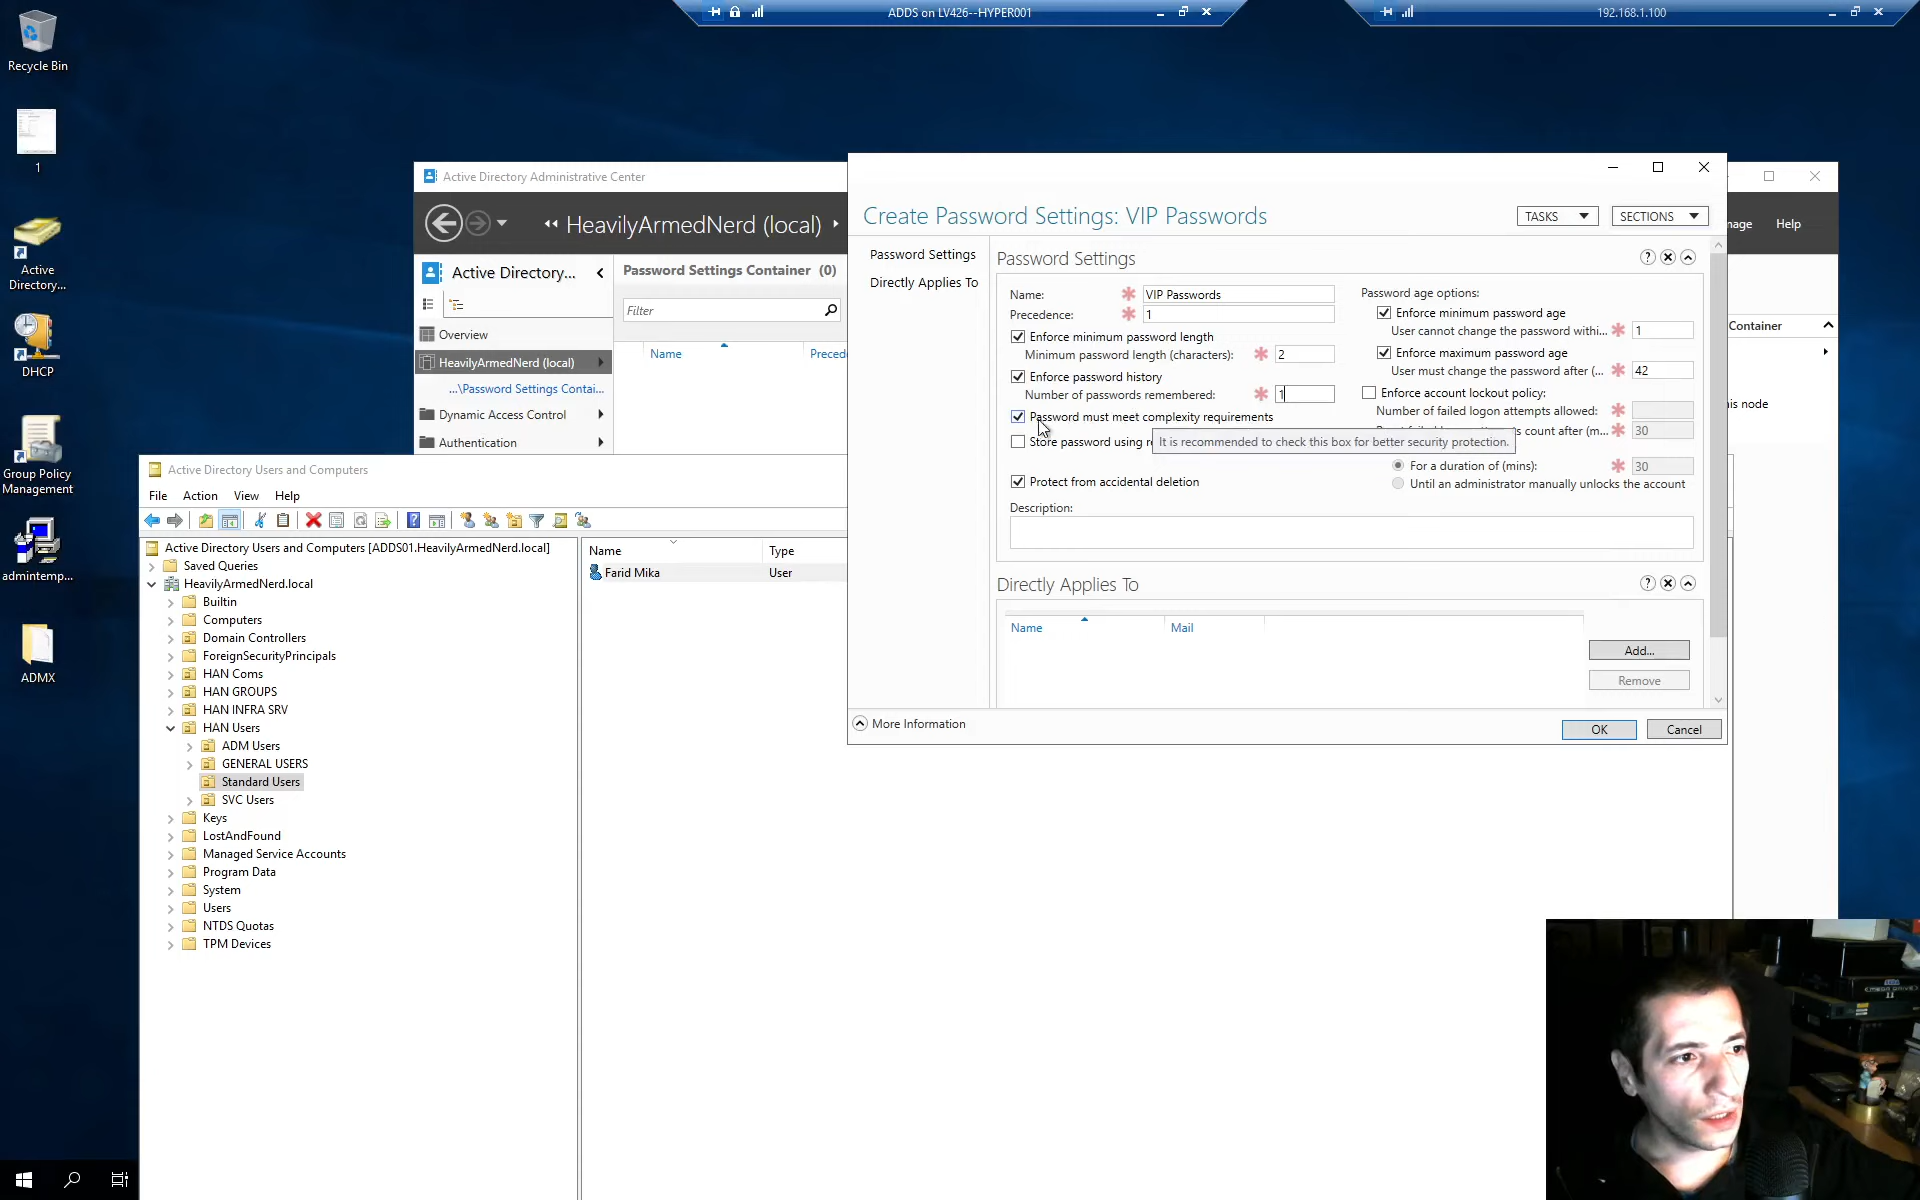 ADDS on LV426--HYPER001
192.168.1.100
Recycle Bin
1
Active
Directory...
DHCP
Group Policy
Management
admintemp...
ADMX
Active Directory Administrative Center
HeavilyArmedNerd (local)
Active Directory...
Password Settings Container (0)
Filter
Name
Preced
Overview
HeavilyArmedNerd (local)
...\Password Settings Contai...
Dynamic Access Control
Authentication
Help
Container
is node
Create Password Settings: VIP Passwords
TASKS
SECTIONS
Password Settings
Directly Applies To
Password Settings
Name:
VIP Passwords
Precedence:
1
Enforce minimum password length
Minimum password length (characters):
2
Enforce password history
Number of passwords remembered:
1
Password must meet complexity requirements
Store password using re
It is recommended to check this box for better security protection.
Protect from accidental deletion
Description:
Password age options:
Enforce minimum password age
User cannot change the password withi...
1
Enforce maximum password age
User must change the password after (...
42
Enforce account lockout policy:
Number of failed logon attempts allowed:
s count after (m...
30
For a duration of (mins):
30
Until an administrator manually unlocks the account
Directly Applies To
Name
Mail
Add...
Remove
More Information
OK
Cancel
Active Directory Users and Computers
File
Action
View
Help
Active Directory Users and Computers [ADDS01.HeavilyArmedNerd.local]
Saved Queries
HeavilyArmedNerd.local
Builtin
Computers
Domain Controllers
ForeignSecurityPrincipals
HAN Coms
HAN GROUPS
HAN INFRA SRV
HAN Users
ADM Users
GENERAL USERS
Standard Users
SVC Users
Keys
LostAndFound
Managed Service Accounts
Program Data
System
Users
NTDS Quotas
TPM Devices
Name
Type
Farid Mika
User